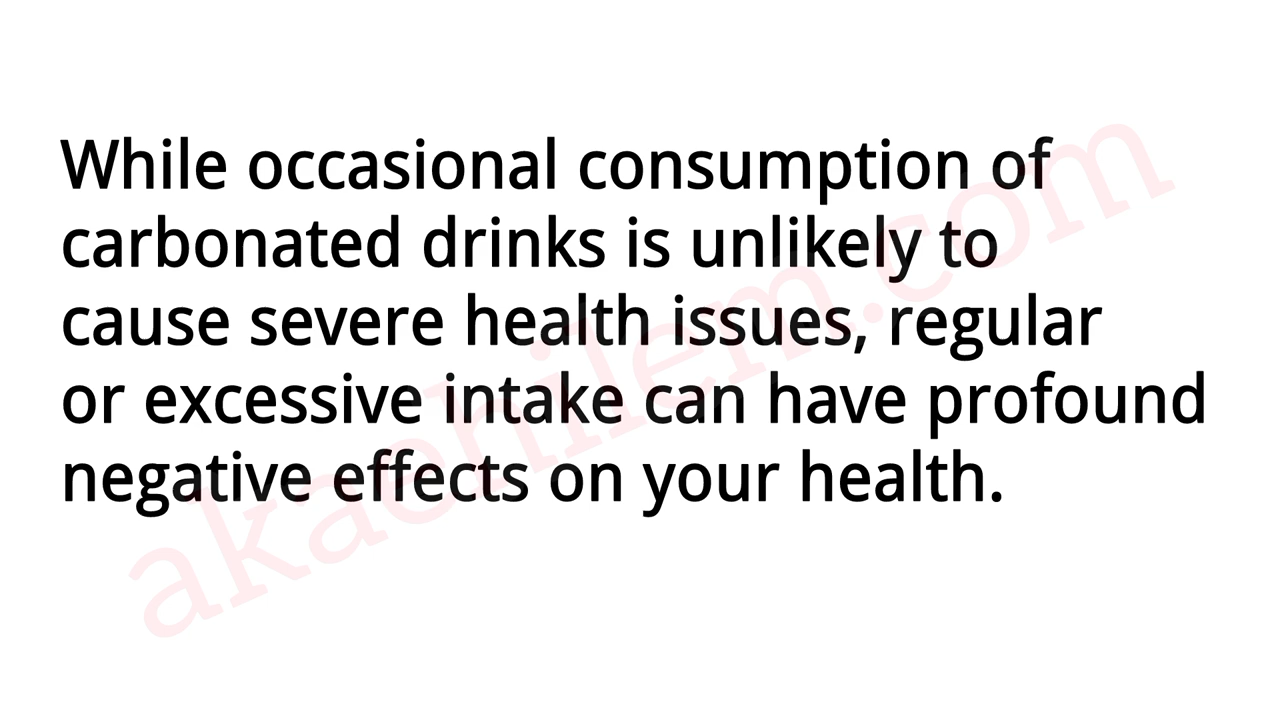 While occasional consumption of
carbonated drinks is unlikely to
cause severe health issues, regular
or excessive intake can have profound
negative effects on your health.
akaehilem.com